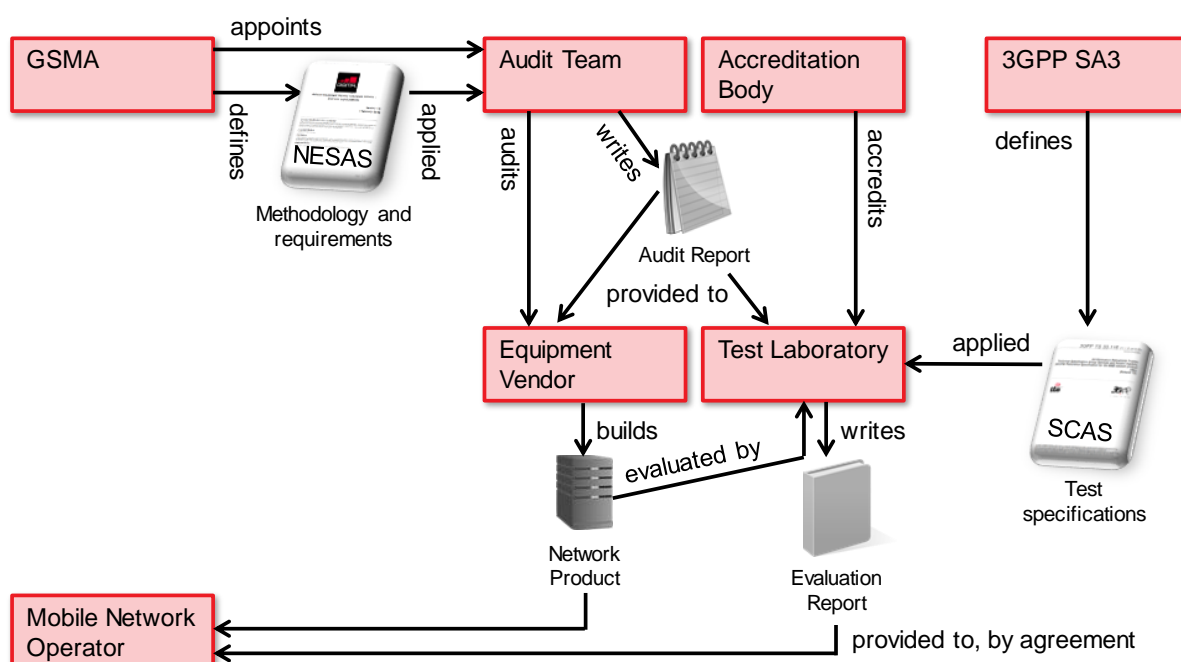 appoints
GSMA
Audit Team
Accreditation
Body
3GPP SA3
defines
NESAS
applied
audits
writes
accredits
defines
Methodology and
requirements
Audit Report
provided to
Equipment
Vendor
Test Laboratory
applied
SCAS
builds
evaluated by
writes
Test
specifications
Network
Product
Evaluation
Report
Mobile Network
Operator
provided to, by agreement